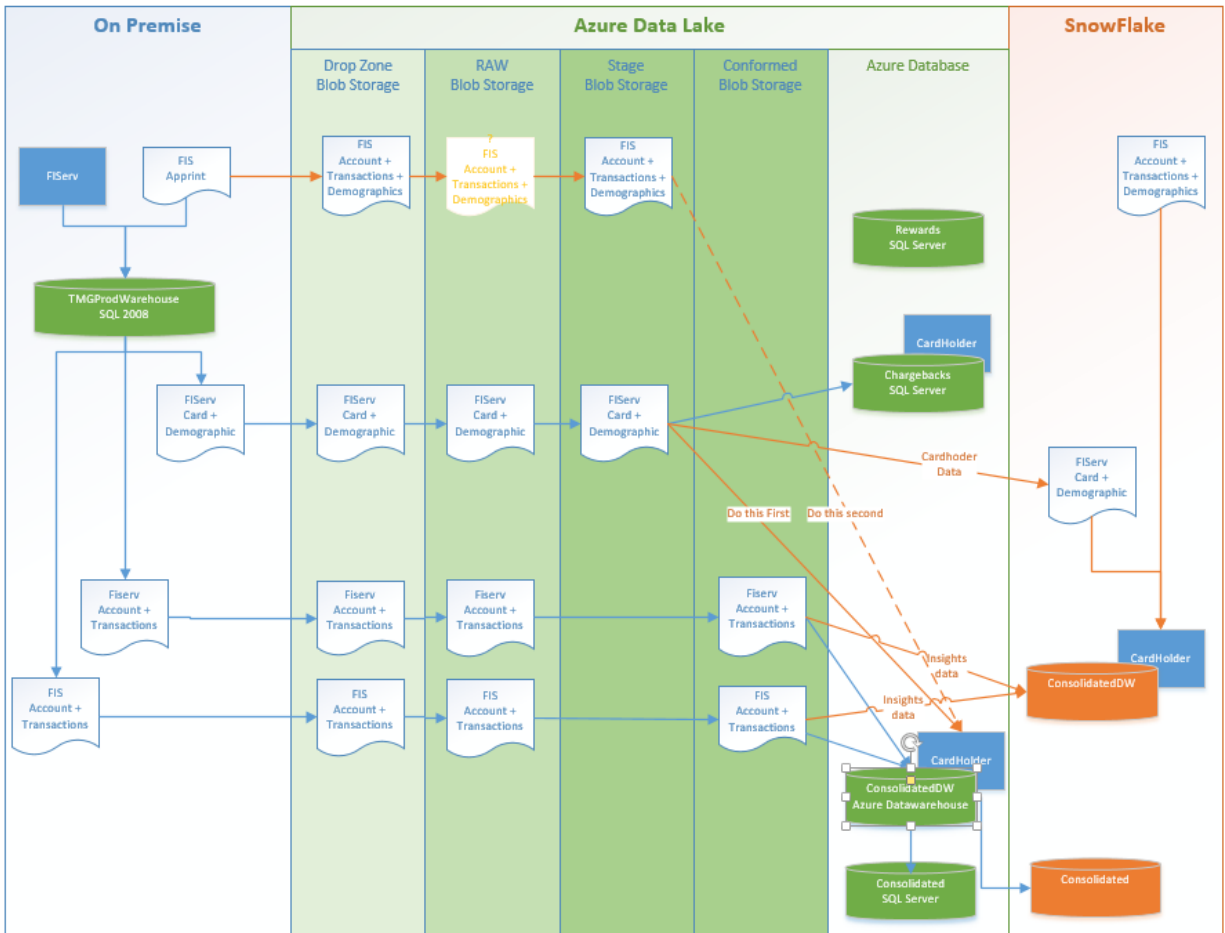 On Premise
Azure Data Lake
SnowFlake
Drop Zone
Blob Storage
RAW
Blob Storage
Stage
Blob Storage
Conformed
Blob Storage
Azure Database
FIServ
FIS
Apprint
FIS
Account +
Transactions +
Demographics
?
FIS
Account +
Transactions +
Demographics
FIS
Account +
Transactions +
Demographics
FIS
Account +
Transactions +
Demographics
Rewards
SQL Server
TMGProdWarehouse
SQL 2008
CardHolder
Chargebacks
SQL Server
FIServ
Card +
Demographic
FIServ
Card +
Demographic
FIServ
Card +
Demographic
FIServ
Card +
Demographic
Cardhoder
Data
FIServ
Card +
Demographic
Do this First
Do this second
Fiserv
Account +
Transactions
Fiserv
Account +
Transactions
Fiserv
Account +
Transactions
Fiserv
Account +
Transactions
Insights
data
CardHolder
ConsolidatedDW
FIS
Account +
Transactions
FIS
Account +
Transactions
FIS
Account +
Transactions
FIS
Account +
Transactions
Insights
data
CardHolder
ConsolidatedDW
Azure Datawarehouse
Consolidated
SQL Server
Consolidated